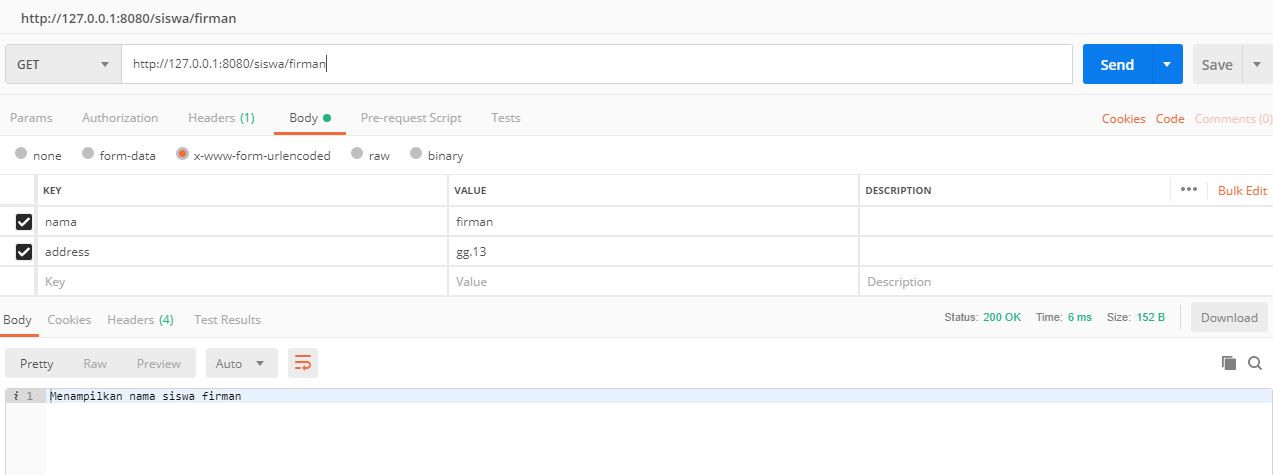 http://127.0.0.1:8080/siswa/firman
GET http://127.0.0.1:8080/siswa/firman Send Save
Params Authorization Headers (1) Body Pre-request Script Tests Cookies Code Comments (0)
none form-data x-www-form-urlencoded raw binary
KEY VALUE DESCRIPTION ••• Bulk Edit
nama firman
address gg.13
Key Value Description
Body Cookies Headers (4) Test Results Status: 200 OK Time: 6 ms Size: 152 B Download
Pretty Raw Preview Auto
i 1 Menampilkan nama siswa firman